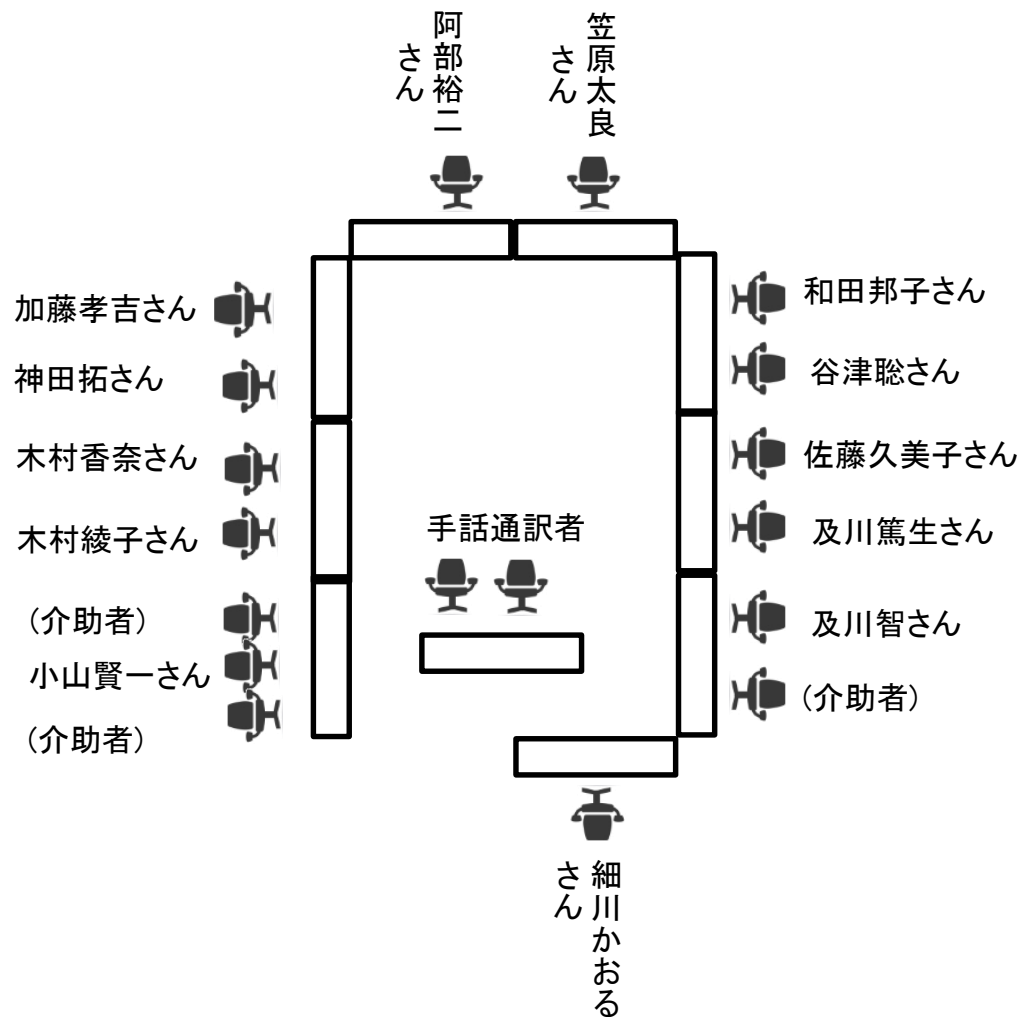 阿部裕二
さん
笠原太良
さん
加藤孝吉さん
神田拓さん
木村香奈さん
木村綾子さん
(介助者)
小山賢一さん
(介助者)
手話通訳者
和田邦子さん
谷津聡さん
佐藤久美子さん
及川篤生さん
及川智さん
(介助者)
細川かおる
さん